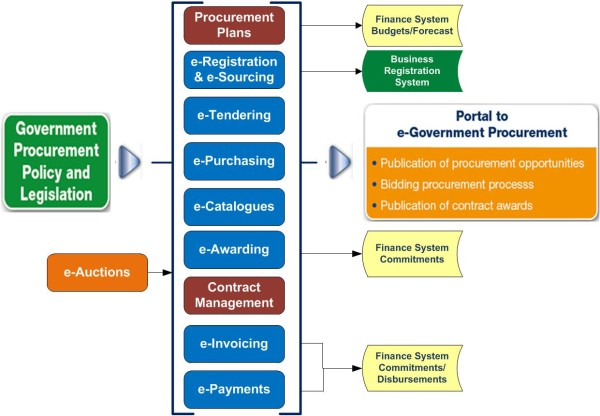 Government
Procurement
Policy and
Legislation
e-Auctions
Procurement
Plans
e-Registration
& e-Sourcing
e-Tendering
e-Purchasing
e-Catalogues
e-Awarding
Contract
Management
e-Invoicing
e-Payments
Finance System
Budgets/Forecast
Business
Registration
System
Portal to
e-Government Procurement
• Publication of procurement opportunities
• Bidding procurement processs
• Publication of contract awards
Finance System
Commitments
Finance System
Commitments/
Disbursements